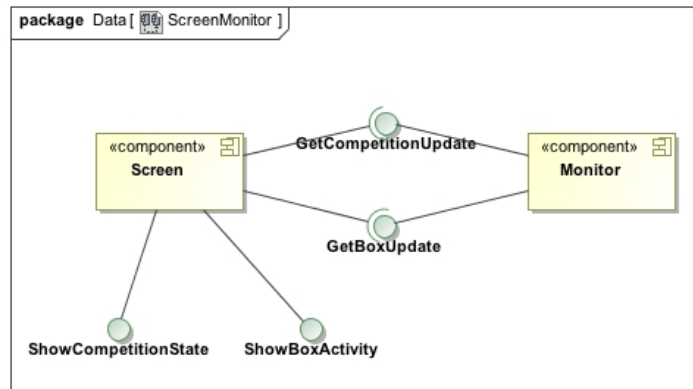 package Data [ ScreenMonitor ]
GetCompetitionUpdate
«component»
Screen
«component»
Monitor
GetBoxUpdate
ShowCompetitionState
ShowBoxActivity